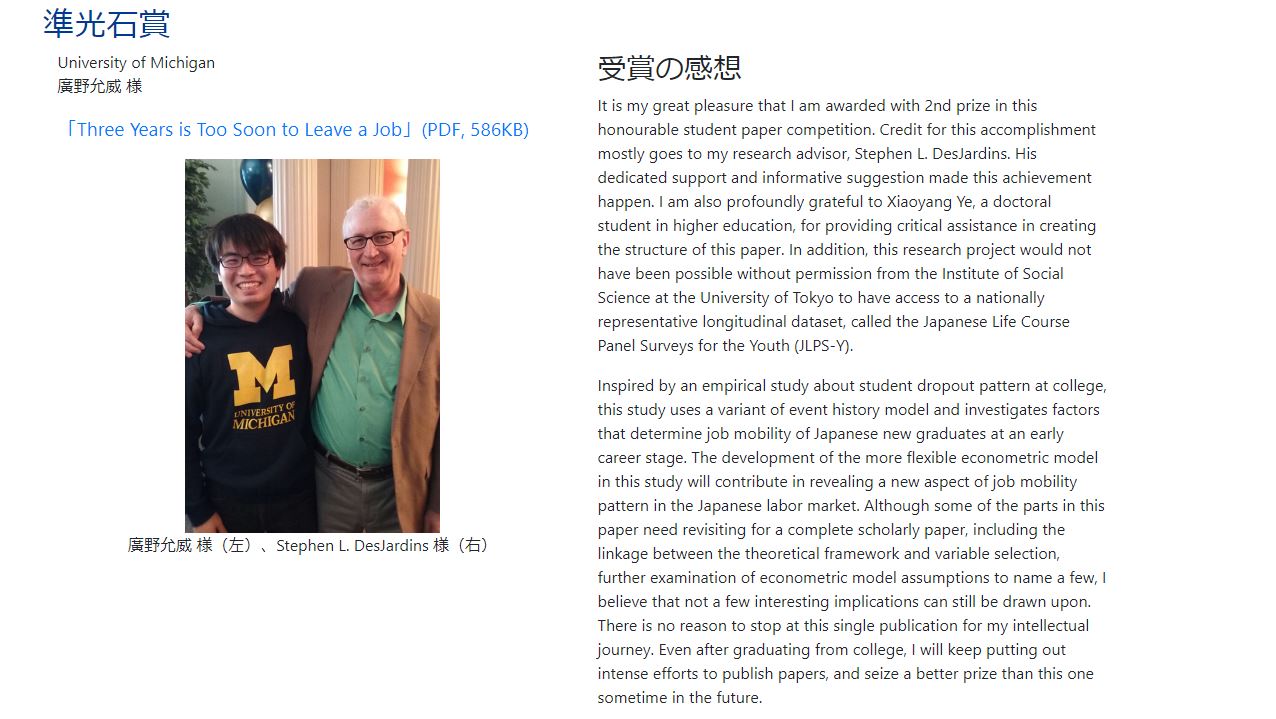 準光石賞
University of Michigan
廣野允威 様
「Three Years is Too Soon to Leave a Job」(PDF, 586KB)
M
UNIVERSITY OF
MICHIGAN
廣野允威 様（左）、Stephen L. DesJardins 様（右）
受賞の感想
It is my great pleasure that I am awarded with 2nd prize in this
honourable student paper competition. Credit for this accomplishment
mostly goes to my research advisor, Stephen L. DesJardins. His
dedicated support and informative suggestion made this achievement
happen. I am also profoundly grateful to Xiaoyang Ye, a doctoral
student in higher education, for providing critical assistance in creating
the structure of this paper. In addition, this research project would not
have been possible without permission from the Institute of Social
Science at the University of Tokyo to have access to a nationally
representative longitudinal dataset, called the Japanese Life Course
Panel Surveys for the Youth (JLPS-Y).
Inspired by an empirical study about student dropout pattern at college,
this study uses a variant of event history model and investigates factors
that determine job mobility of Japanese new graduates at an early
career stage. The development of the more flexible econometric model
in this study will contribute in revealing a new aspect of job mobility
pattern in the Japanese labor market. Although some of the parts in this
paper need revisiting for a complete scholarly paper, including the
linkage between the theoretical framework and variable selection,
further examination of econometric model assumptions to name a few, I
believe that not a few interesting implications can still be drawn upon.
There is no reason to stop at this single publication for my intellectual
journey. Even after graduating from college, I will keep putting out
intense efforts to publish papers, and seize a better prize than this one
sometime in the future.